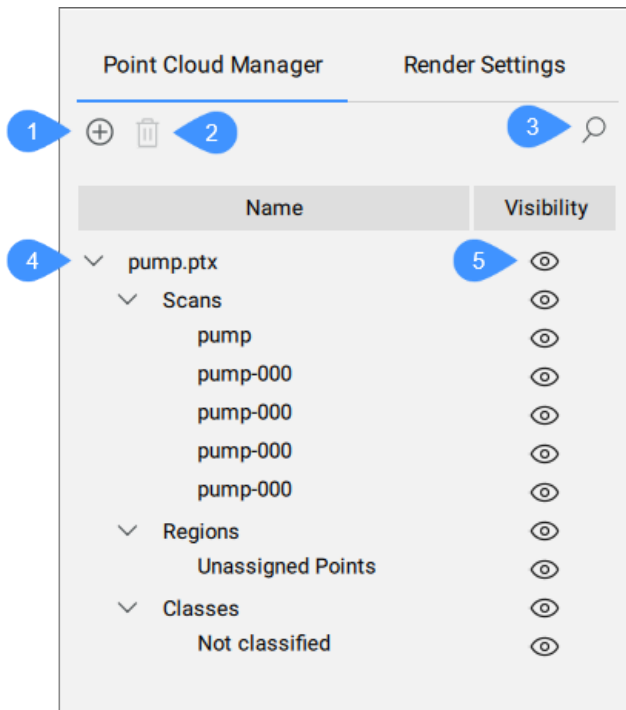 Point Cloud Manager Render Settings
1 2 3
Name Visibility
4 pump.ptx 5
Scans
pump
pump-000
pump-000
pump-000
pump-000
Regions
Unassigned Points
Classes
Not classified